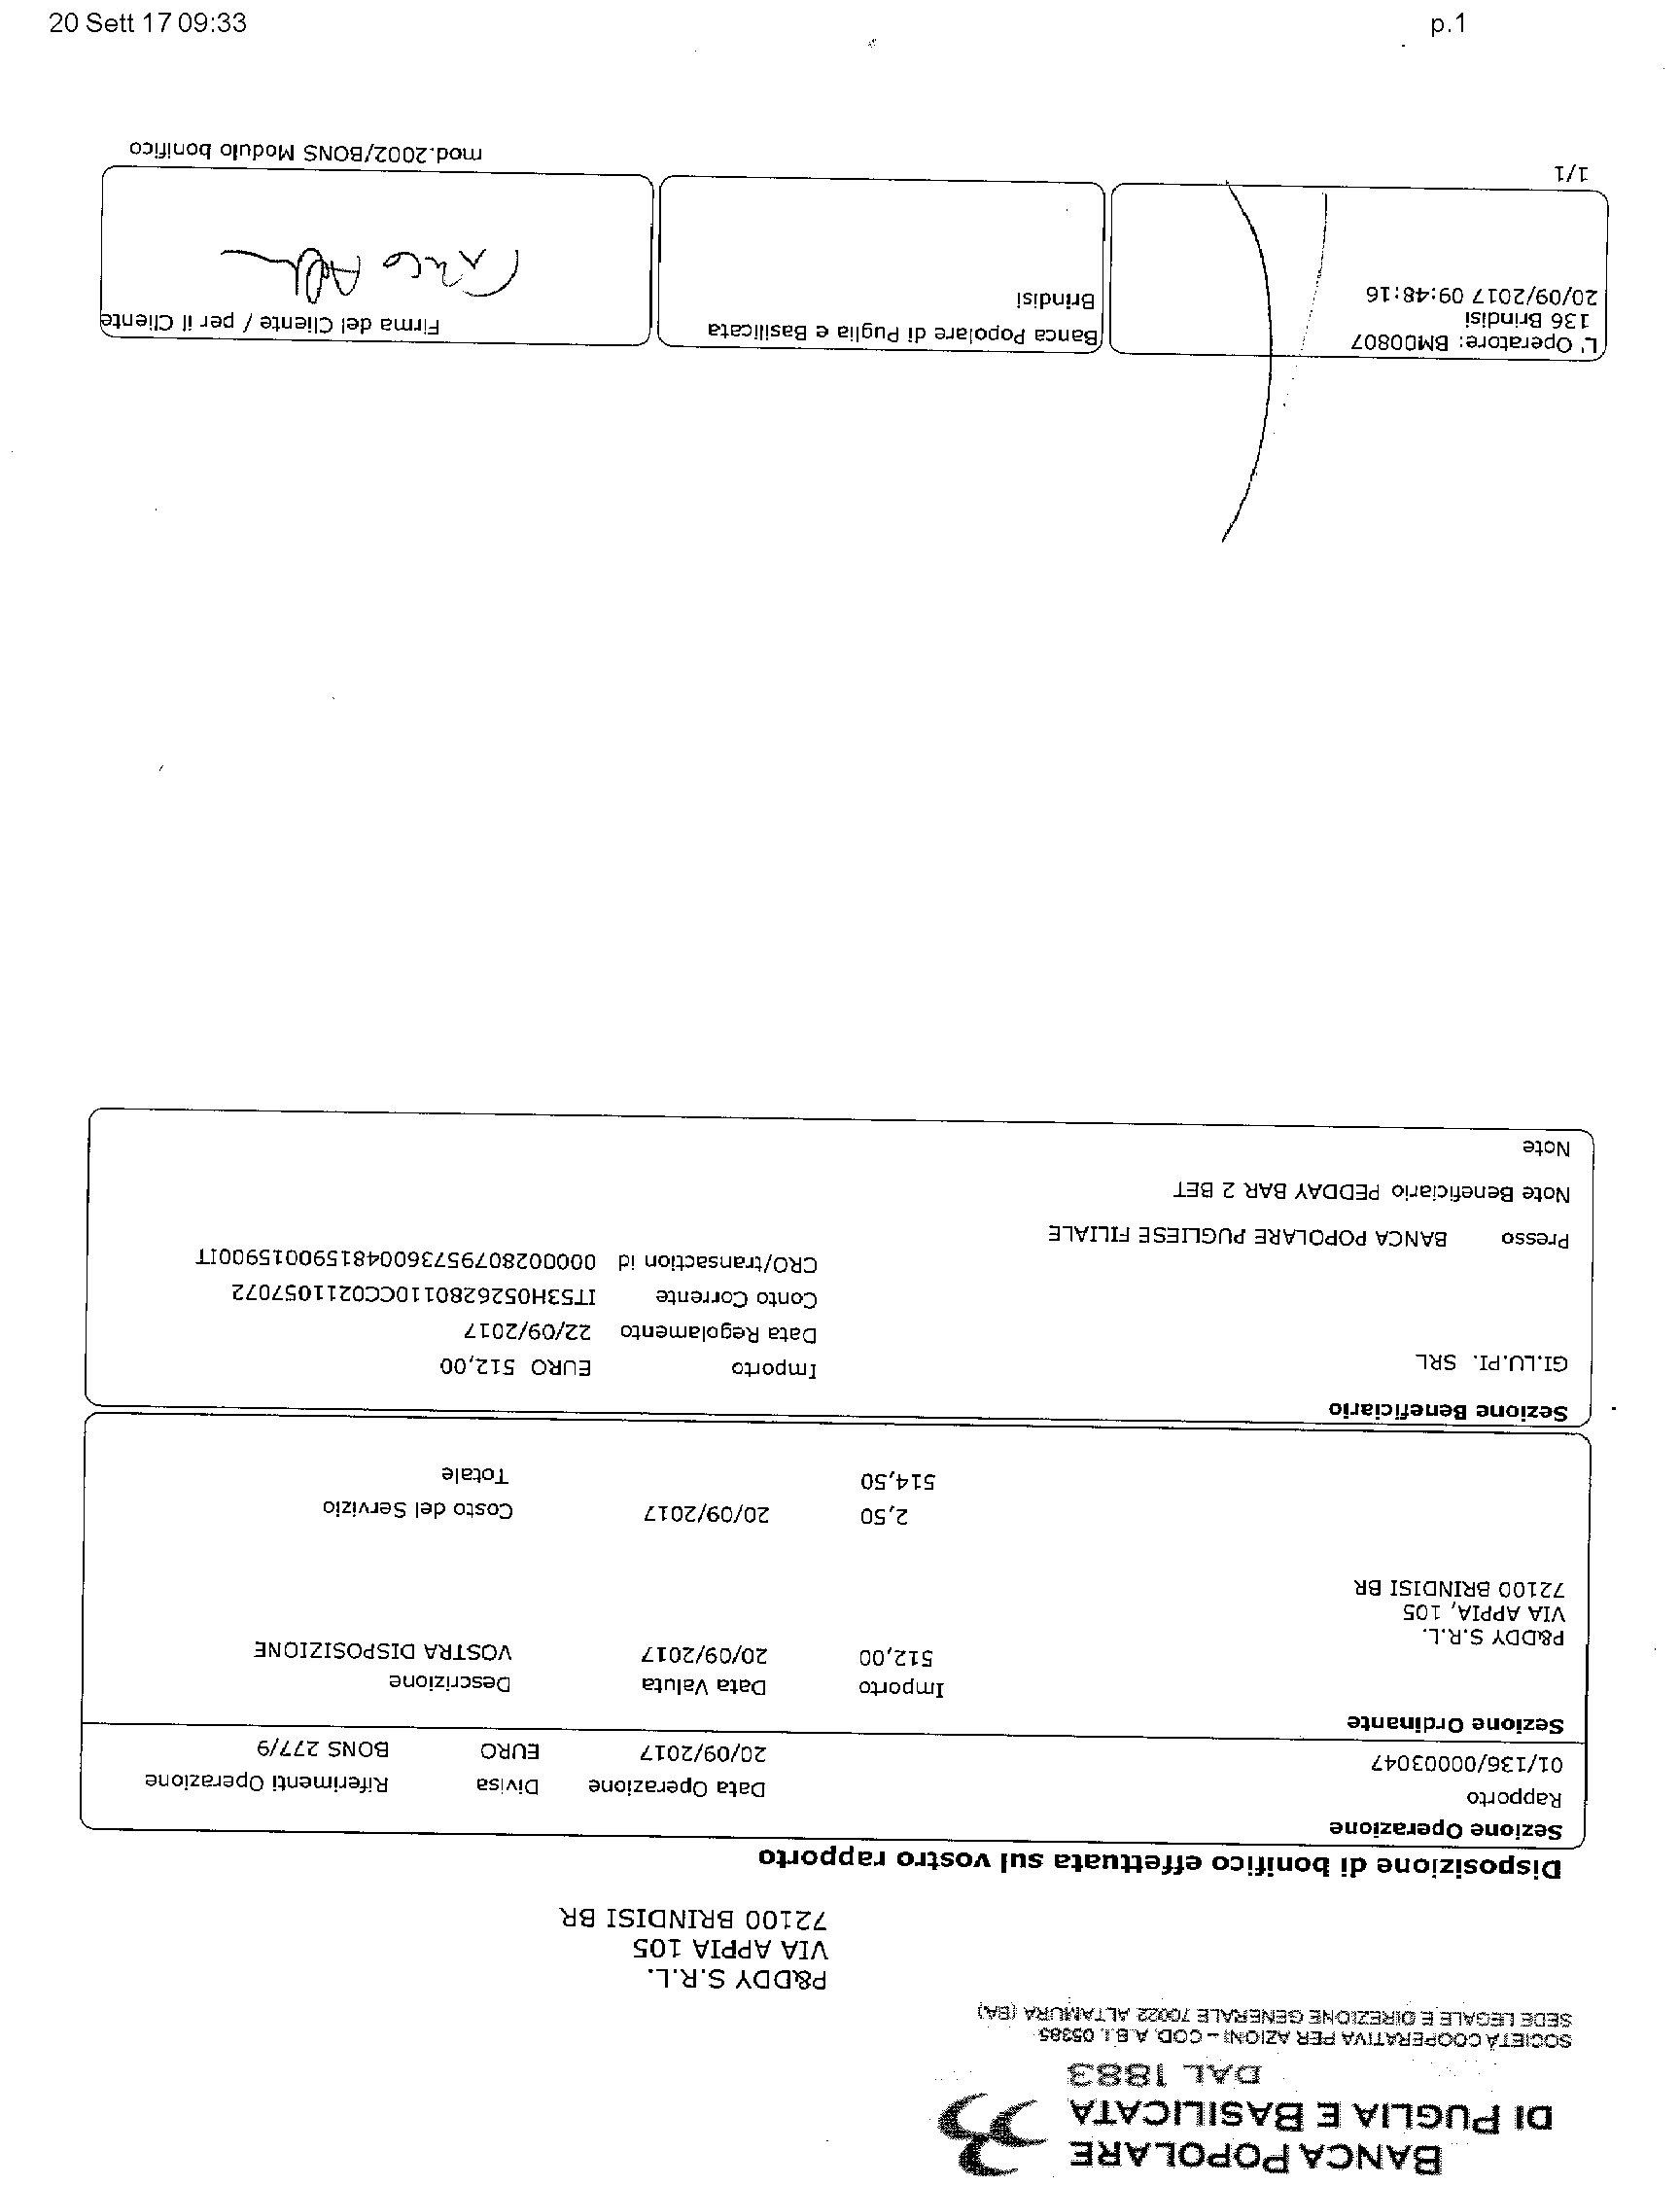 20 Sett 17 09:33
p.1
BANCA POPOLARE
DI PUGLIA E BASILICATA
DAL 1883
SOCIETÀ COOPERATIVA PER AZIONI – COD. A.B.I. 05385
SEDE LEGALE E DIREZIONE GENERALE 70022 ALTAMURA (BA)
P&DDY S.R.L.
VIA APPIA 105
72100 BRINDISI BR
Disposizione di bonifico effettuata sul vostro rapporto
Sezione Operazione
Rapporto Data Operazione Divisa Riferimenti Operazione
01/136/00003047 20/09/2017 EURO BONS 277/9
Sezione Ordinante
Importo Data Valuta Descrizione
512,00 20/09/2017 VOSTRA DISPOSIZIONE
P&DDY S.R.L.
VIA APPIA, 105
72100 BRINDISI BR
2,50 20/09/2017 Costo del Servizio
514,50 Totale
Sezione Beneficiario
GI.LU.PI. SRL Importo EURO 512,00
Data Regolamento 22/09/2017
Conto Corrente IT53H0526280110CC0211057072
CRO/transaction id 0000028079573600481590015900IT
Presso BANCA POPOLARE PUGLIESE FILIALE
Note Beneficiario PEDDAY BAR 2 BET
Note
L' Operatore: BM00807
136 Brindisi
20/09/2017 09:48:16
Banca Popolare di Puglia e Basilicata
Brindisi
Firma del Cliente / per il Cliente
1/1
mod.2002/BONS Modulo bonifico